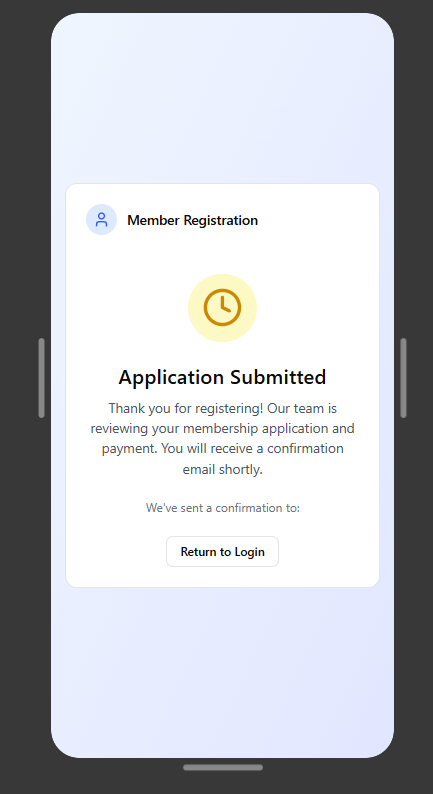 Member Registration
Application Submitted
Thank you for registering! Our team is
reviewing your membership application and
payment. You will receive a confirmation
email shortly.
We've sent a confirmation to:
Return to Login